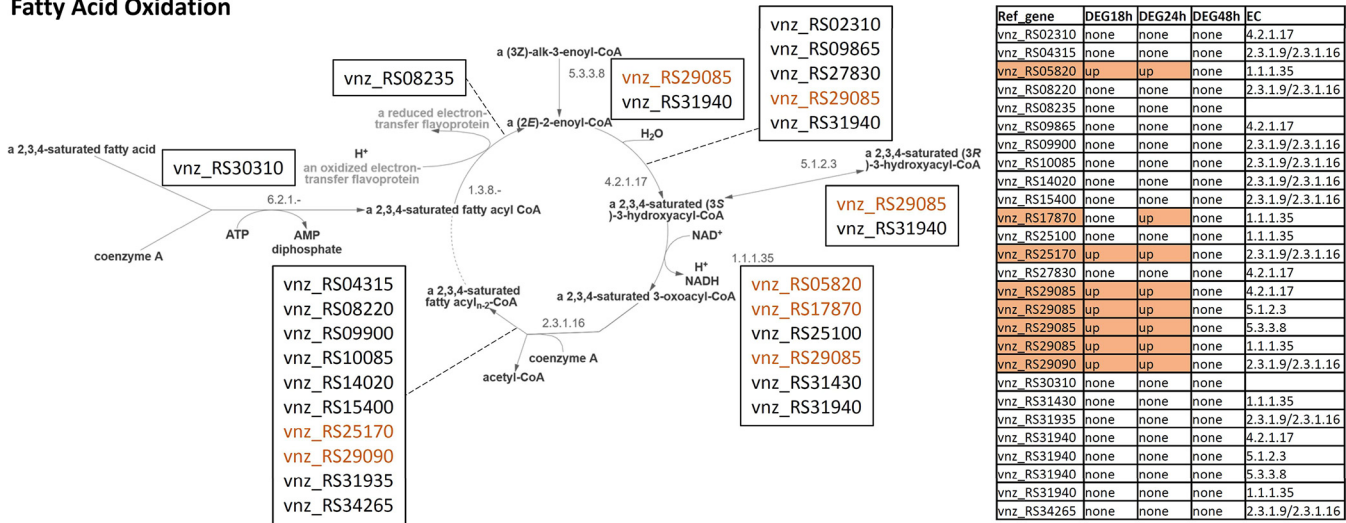 Fatty Acid Oxidation
a (3Z)-alk-3-enoyl-CoA
5.3.3.8
vnz_RS29085
vnz_RS31940
vnz_RS02310
vnz_RS09865
vnz_RS27830
vnz_RS29085
vnz_RS31940
vnz_RS08235
a reduced electron-
transfer flavoprotein
a (2E)-2-enoyl-CoA
H2O
H+
an oxidized electron-
transfer flavoprotein
a 2,3,4-saturated fatty acid
vnz_RS30310
6.2.1.-
ATP
AMP
diphosphate
coenzyme A
1.3.8.-
a 2,3,4-saturated fatty acyl CoA
4.2.1.17
a 2,3,4-saturated (3S
)-3-hydroxyacyl-CoA
5.1.2.3
a 2,3,4-saturated (3R
)-3-hydroxyacyl-CoA
vnz_RS29085
vnz_RS31940
NAD+
H+
NADH
1.1.1.35
vnz_RS05820
vnz_RS17870
vnz_RS25100
vnz_RS29085
vnz_RS31430
vnz_RS31940
a 2,3,4-saturated 3-oxoacyl-CoA
2.3.1.16
coenzyme A
acetyl-CoA
a 2,3,4-saturated
fatty acyln-2-CoA
vnz_RS04315
vnz_RS08220
vnz_RS09900
vnz_RS10085
vnz_RS14020
vnz_RS15400
vnz_RS25170
vnz_RS29090
vnz_RS31935
vnz_RS34265
Ref_gene DEG18h DEG24h DEG48h EC
vnz_RS02310 none none none 4.2.1.17
vnz_RS04315 none none none 2.3.1.9/2.3.1.16
vnz_RS05820 up up none 1.1.1.35
vnz_RS08220 none none none 2.3.1.9/2.3.1.16
vnz_RS08235 none none none
vnz_RS09865 none none none 4.2.1.17
vnz_RS09900 none none none 2.3.1.9/2.3.1.16
vnz_RS10085 none none none 2.3.1.9/2.3.1.16
vnz_RS14020 none none none 2.3.1.9/2.3.1.16
vnz_RS15400 none none none 2.3.1.9/2.3.1.16
vnz_RS17870 none up none 1.1.1.35
vnz_RS25100 none none none 1.1.1.35
vnz_RS25170 up up none 2.3.1.9/2.3.1.16
vnz_RS27830 none none none 4.2.1.17
vnz_RS29085 up up none 4.2.1.17
vnz_RS29085 up up none 5.1.2.3
vnz_RS29085 up up none 5.3.3.8
vnz_RS29085 up up none 1.1.1.35
vnz_RS29090 up up none 2.3.1.9/2.3.1.16
vnz_RS30310 none none none
vnz_RS31430 none none none 1.1.1.35
vnz_RS31935 none none none 2.3.1.9/2.3.1.16
vnz_RS31940 none none none 4.2.1.17
vnz_RS31940 none none none 5.1.2.3
vnz_RS31940 none none none 5.3.3.8
vnz_RS31940 none none none 1.1.1.35
vnz_RS34265 none none none 2.3.1.9/2.3.1.16